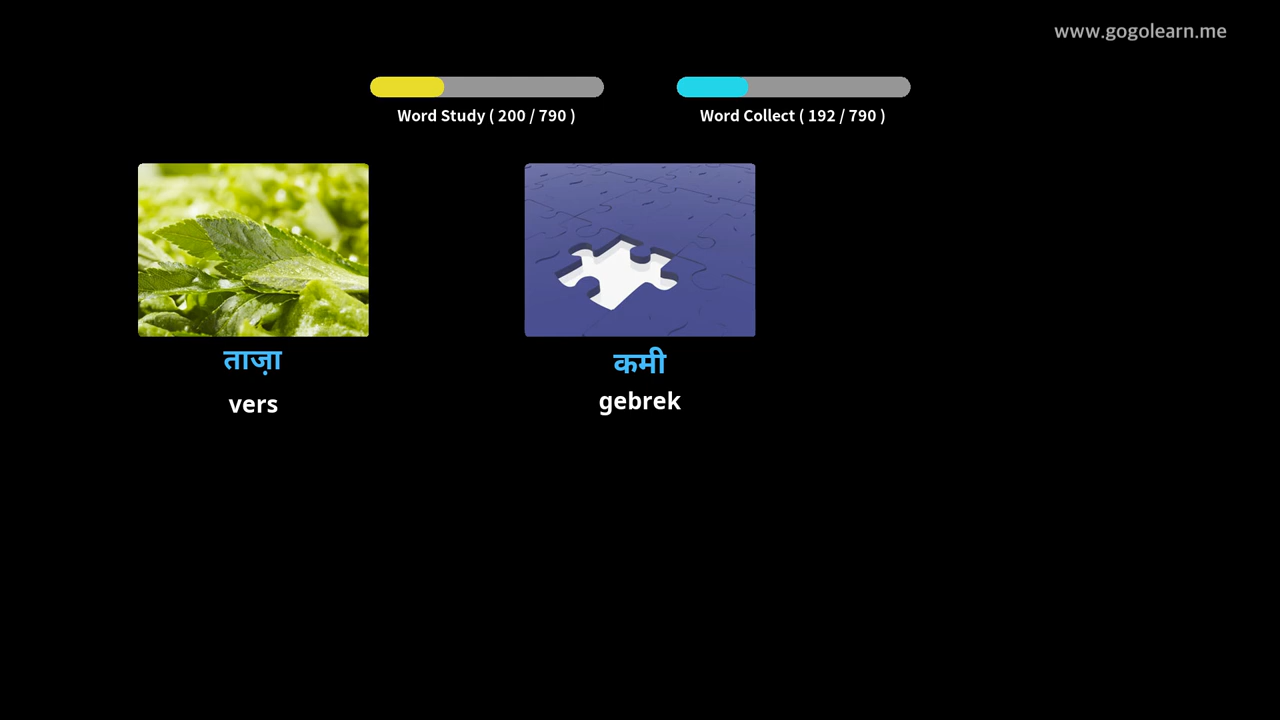 www.gogolearn.me
Word Study ( 200 / 790 )
Word Collect ( 192 / 790 )
ताज़ा
vers
कमी
gebrek